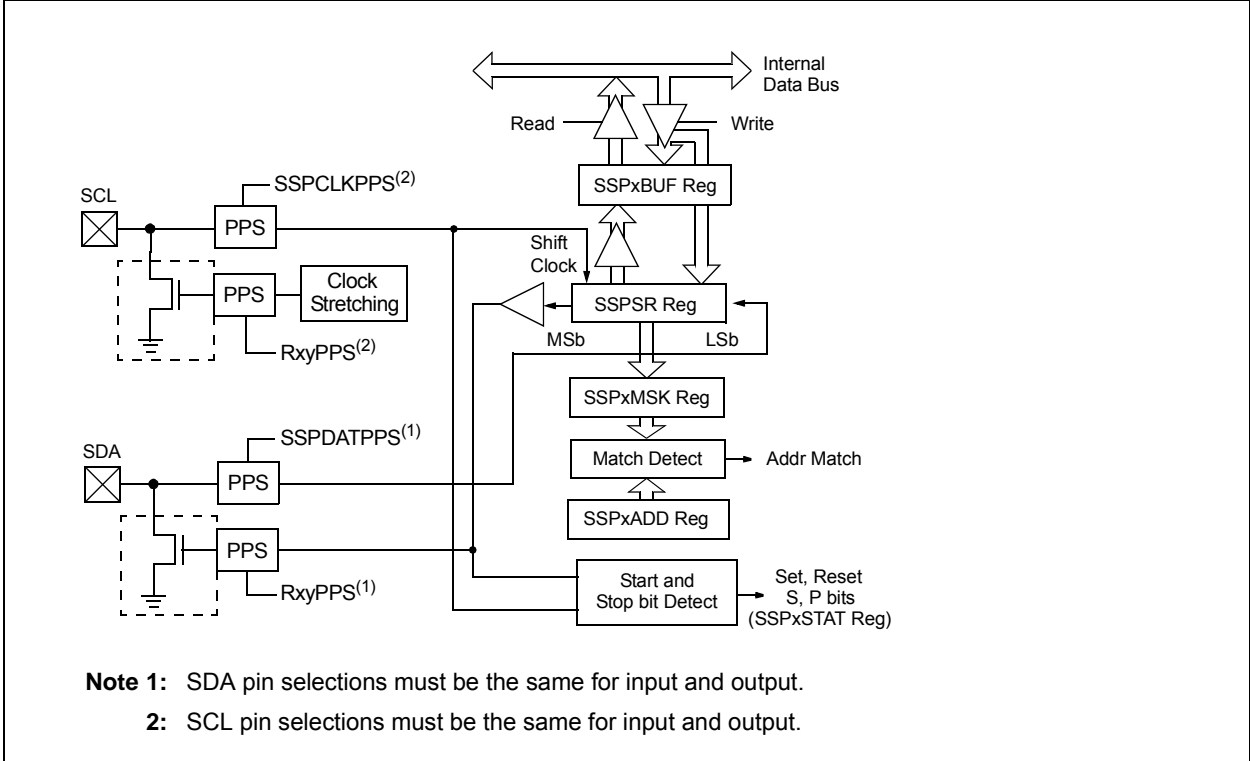 Internal
Data Bus
Read
Write
SSPxBUF Reg
SSPCLKPPS(2)
SCL
PPS
Shift
Clock
PPS
Clock
Stretching
SSPSR Reg
MSb
LSb
RxyPPS(2)
SSPxMSK Reg
SSPDATPPS(1)
SDA
Match Detect
Addr Match
PPS
SSPxADD Reg
PPS
Start and
Stop bit Detect
Set, Reset
S, P bits
(SSPxSTAT Reg)
RxyPPS(1)
Note 1: SDA pin selections must be the same for input and output.
2: SCL pin selections must be the same for input and output.